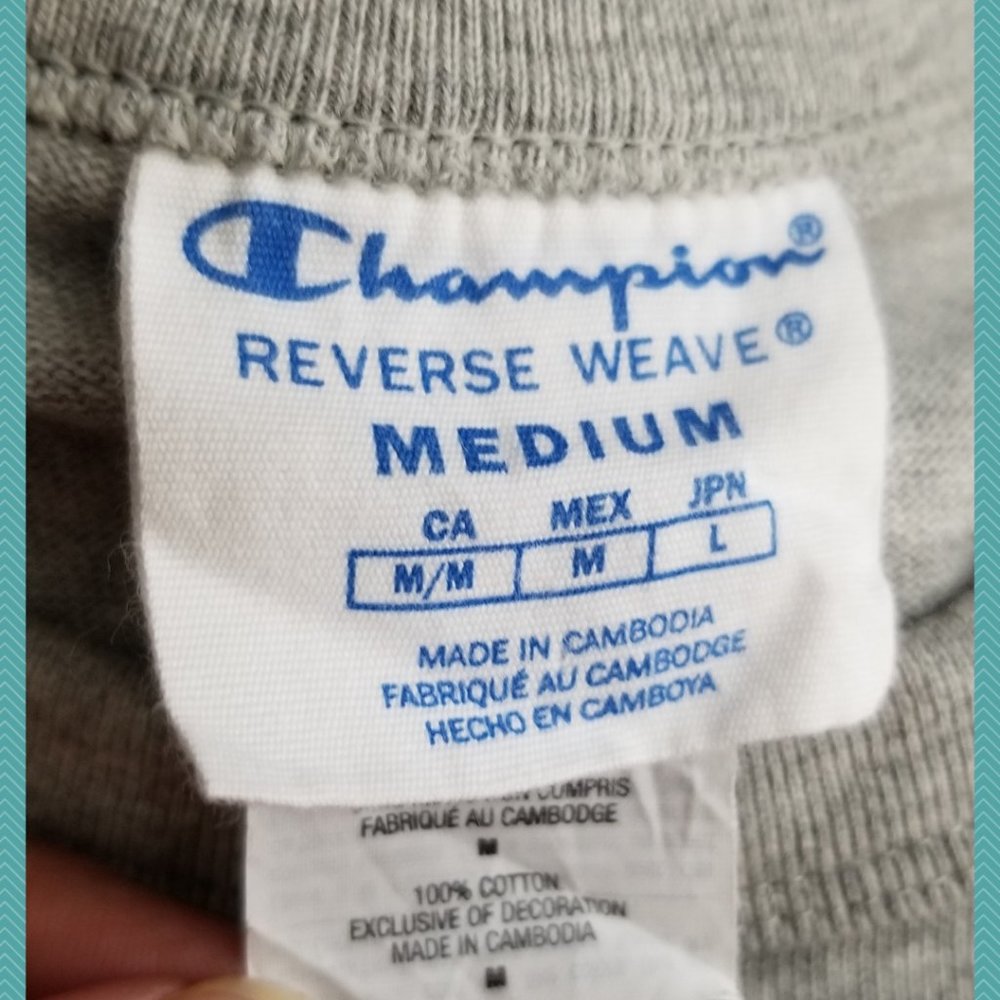 Champion®
REVERSE WEAVE®
MEDIUM
CA MEX JPN
M/M M L
MADE IN CAMBODIA
FABRIQUÉ AU CAMBODGE
HECHO EN CAMBOYA
COMPRIS
FABRIQUÉ AU CAMBODGE
M
100% COTTON
EXCLUSIVE OF DECORATION
MADE IN CAMBODIA
M